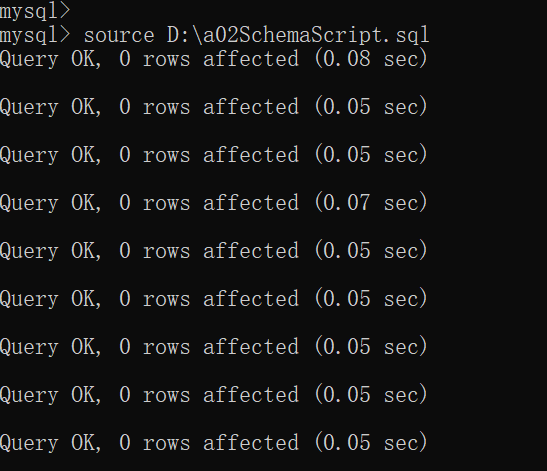 mysql>
mysql> source D:\a02SchemaScript.sql
Query OK, 0 rows affected (0.08 sec)
Query OK, 0 rows affected (0.05 sec)
Query OK, 0 rows affected (0.05 sec)
Query OK, 0 rows affected (0.07 sec)
Query OK, 0 rows affected (0.05 sec)
Query OK, 0 rows affected (0.05 sec)
Query OK, 0 rows affected (0.05 sec)
Query OK, 0 rows affected (0.05 sec)
Query OK, 0 rows affected (0.05 sec)